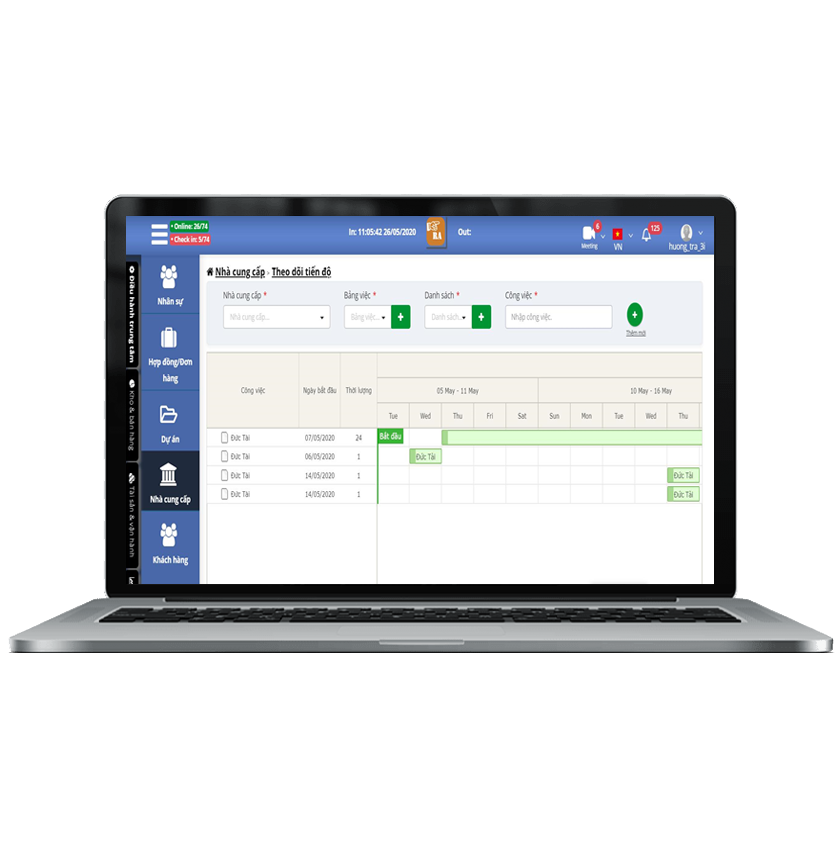 • Online: 26/74
• Check in: 5/74
In: 11:05:42 26/05/2020
RA
Out:
6
Meeting
VN
125
huong_tra_3i
Điều hành trung tâm
Kho & bán hàng
Tài sản & vận hành
Nhân sự
Hợp đồng/Đơn
hàng
Dự án
Nhà cung cấp
Khách hàng
Nhà cung cấp › Theo dõi tiến độ
Nhà cung cấp *
Bảng việc *
Danh sách *
Công việc *
Nhà cung cấp...
Bảng việc...
+
Danh sách...
+
Nhập công việc.
+
Thêm mới
Công việc
Ngày bắt đầu
Thời lượng
05 May - 11 May
10 May - 16 May
Tue Wed Thu Fri Sat Sun Mon Tue Wed Thu
Đức Tài 07/05/2020 24 Bắt đầu
Đức Tài 06/05/2020 1 Đức Tài
Đức Tài 14/05/2020 1 Đức Tài
Đức Tài 14/05/2020 1 Đức Tài